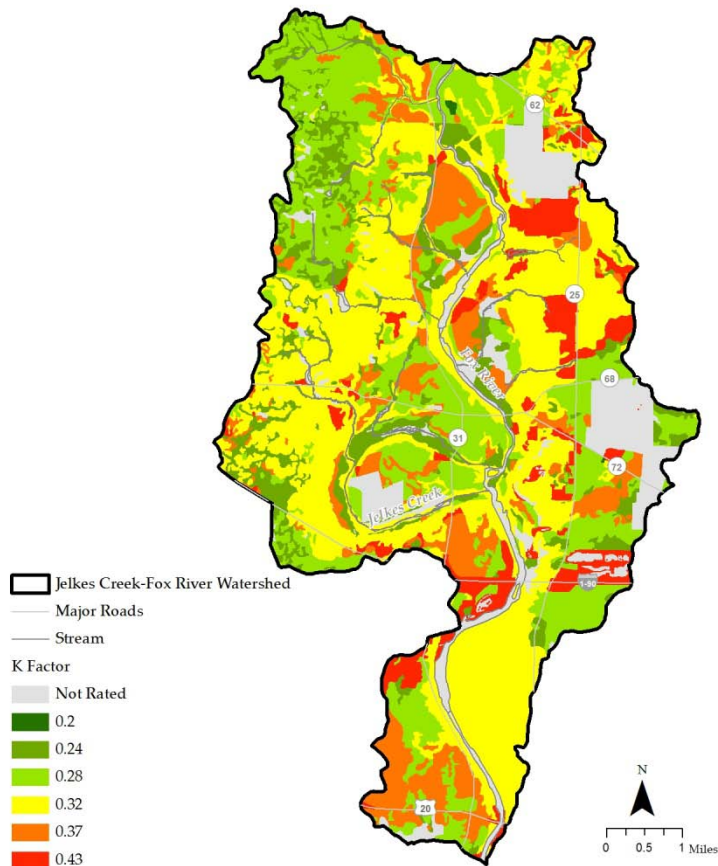 62
25
Fox River
68
31
72
Jelkes Creek
I-90
20
Jelkes Creek-Fox River Watershed
Major Roads
Stream
K Factor
Not Rated
0.2
0.24
0.28
0.32
0.37
0.43
N
0 0.5 1
Miles